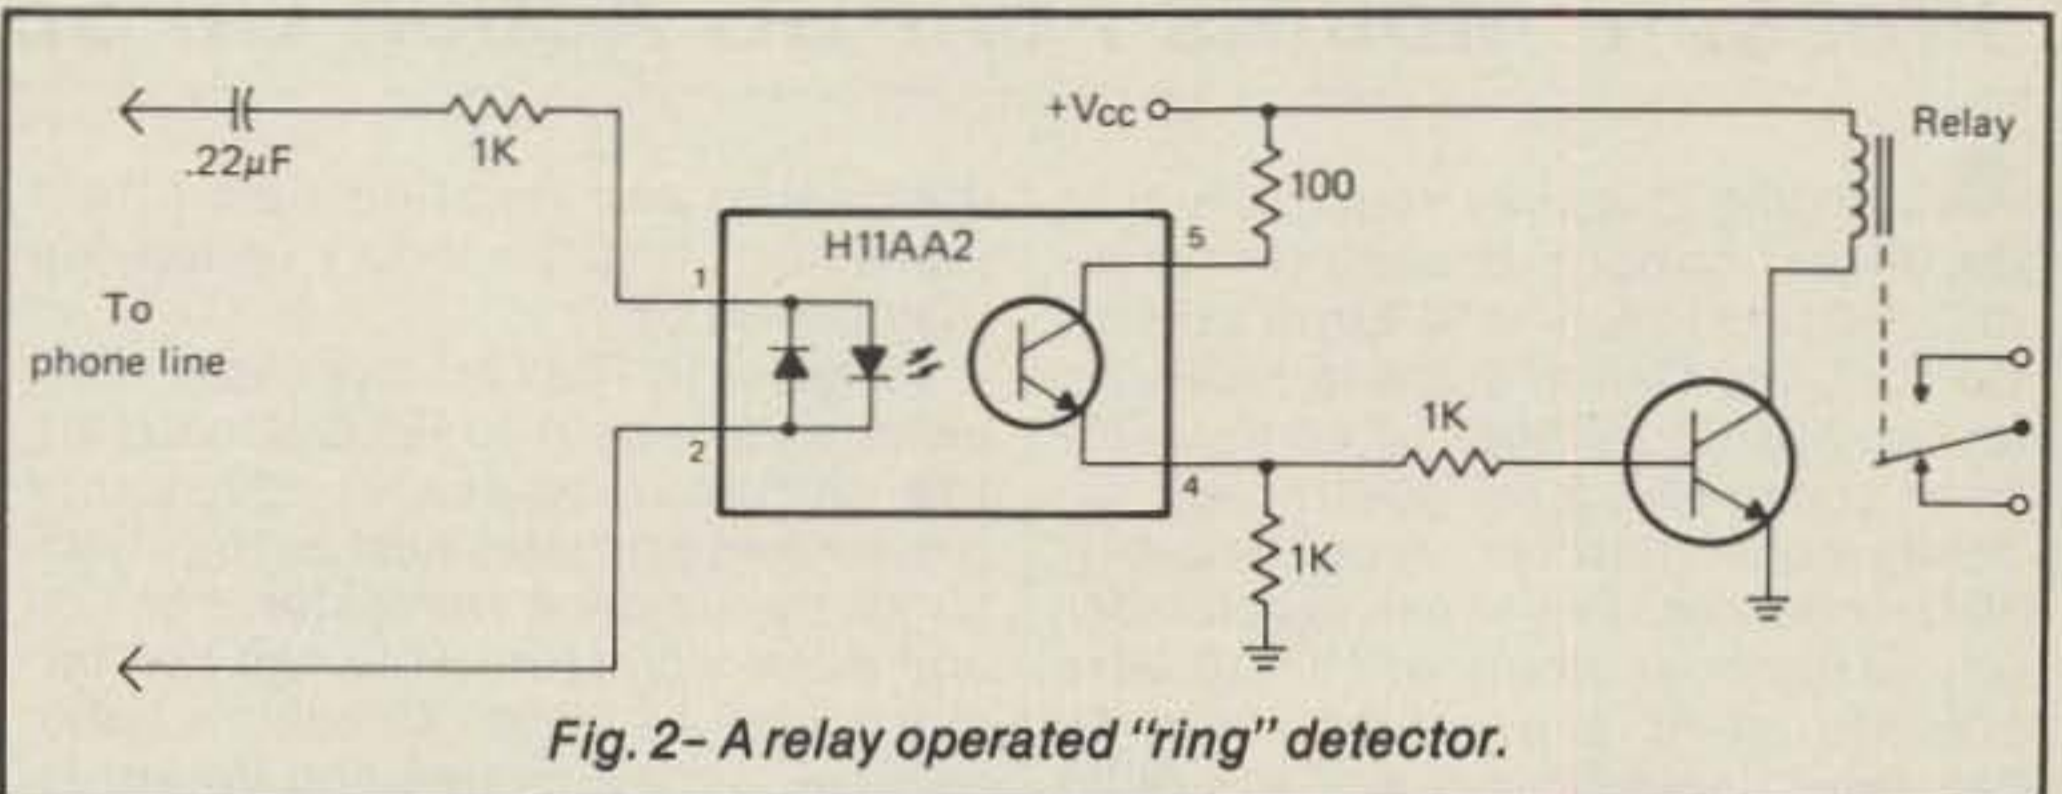 .22µF
1K
To
phone line
H11AA2
1
2
5
4
+Vcc
100
1K
1K
Relay
Fig. 2– A relay operated "ring" detector.